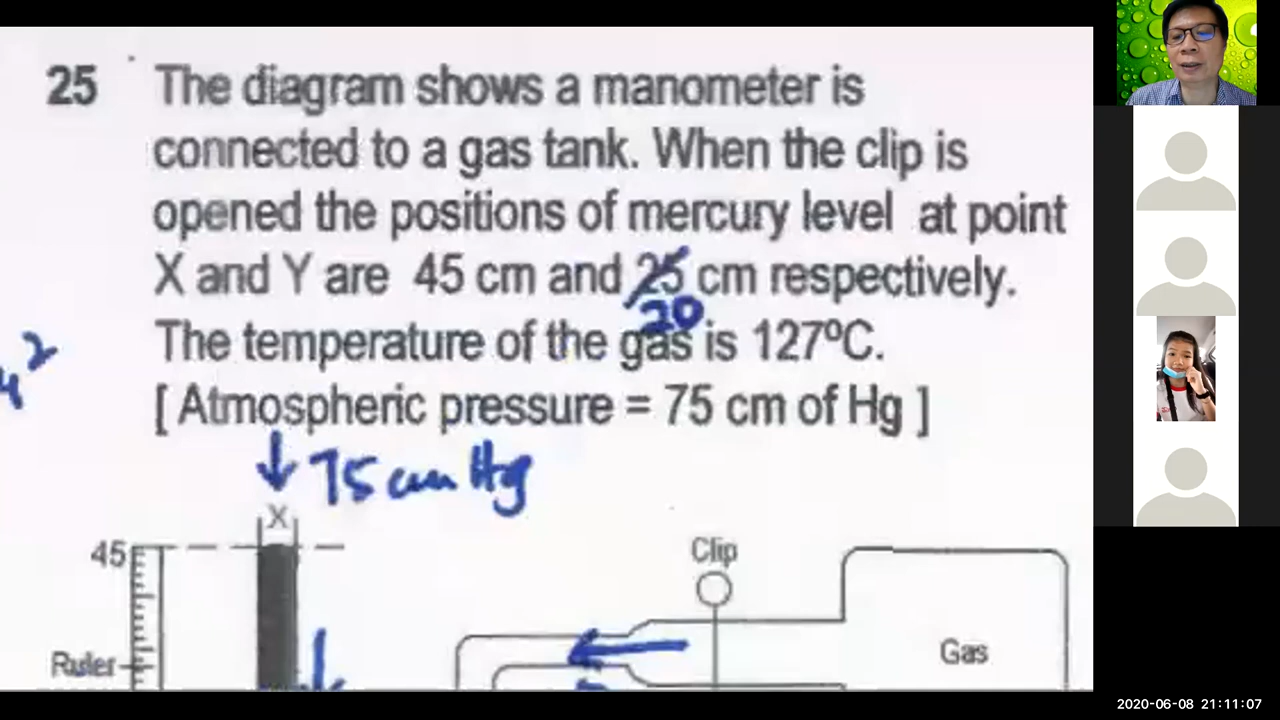 25 The diagram shows a manometer is
connected to a gas tank. When the clip is
opened the positions of mercury level at point
X and Y are 45 cm and 25 cm respectively.
20
The temperature of the gas is 127ºC.
[ Atmospheric pressure = 75 cm of Hg ]
75 cm Hg
X
45
Clip
Ruler
Gas
2020-06-08 21:11:07